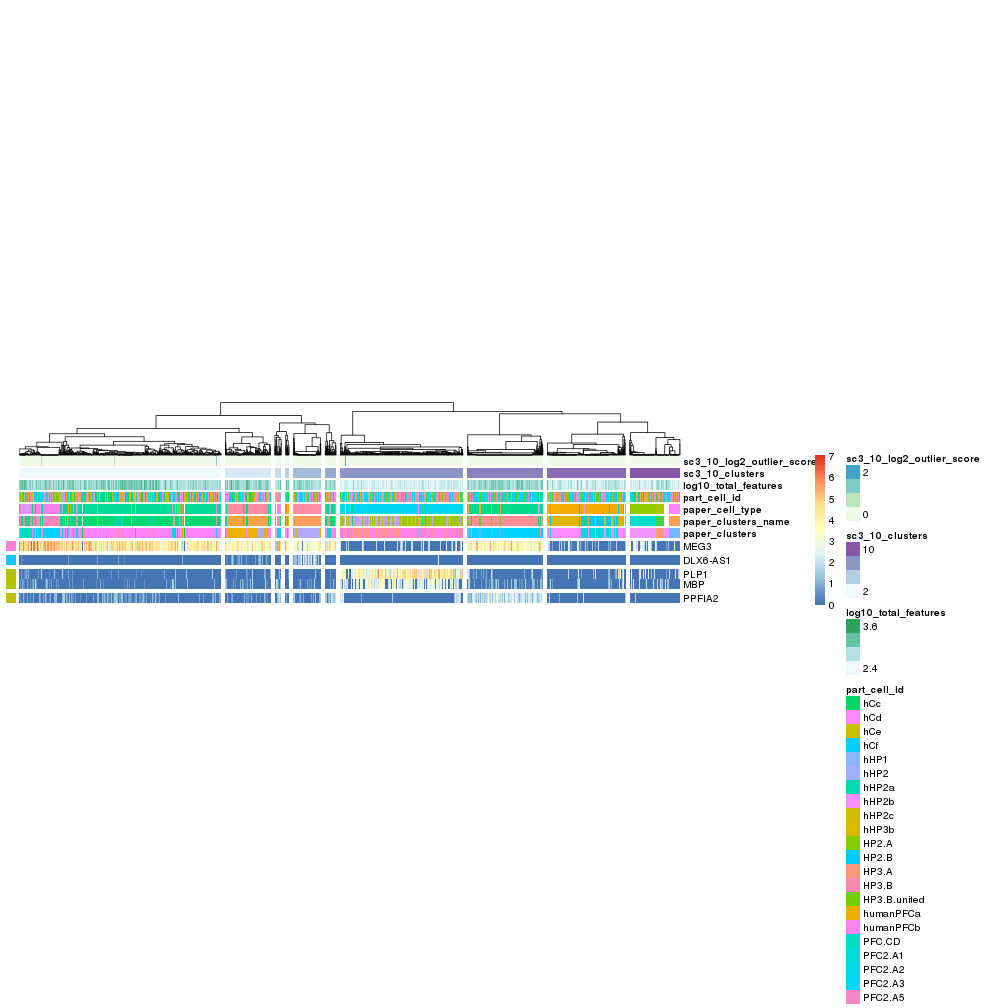 sc3_10_log2_outlier_score
sc3_10_clusters
log10_total_features
part_cell_id
paper_cell_type
paper_clusters_name
paper_clusters
MEG3
DLX6-AS1
PLP1
MBP
PPFIA2
7
6
5
4
3
2
1
0
sc3_10_log2_outlier_score
2
0
sc3_10_clusters
10
2
log10_total_features
3.6
2.4
part_cell_id
hCc
hCd
hCe
hCf
hHP1
hHP2
hHP2a
hHP2b
hHP2c
hHP3b
HP2.A
HP2.B
HP3.A
HP3.B
HP3.B.united
humanPFCa
humanPFCb
PFC.CD
PFC2.A1
PFC2.A2
PFC2.A3
PFC2.A5